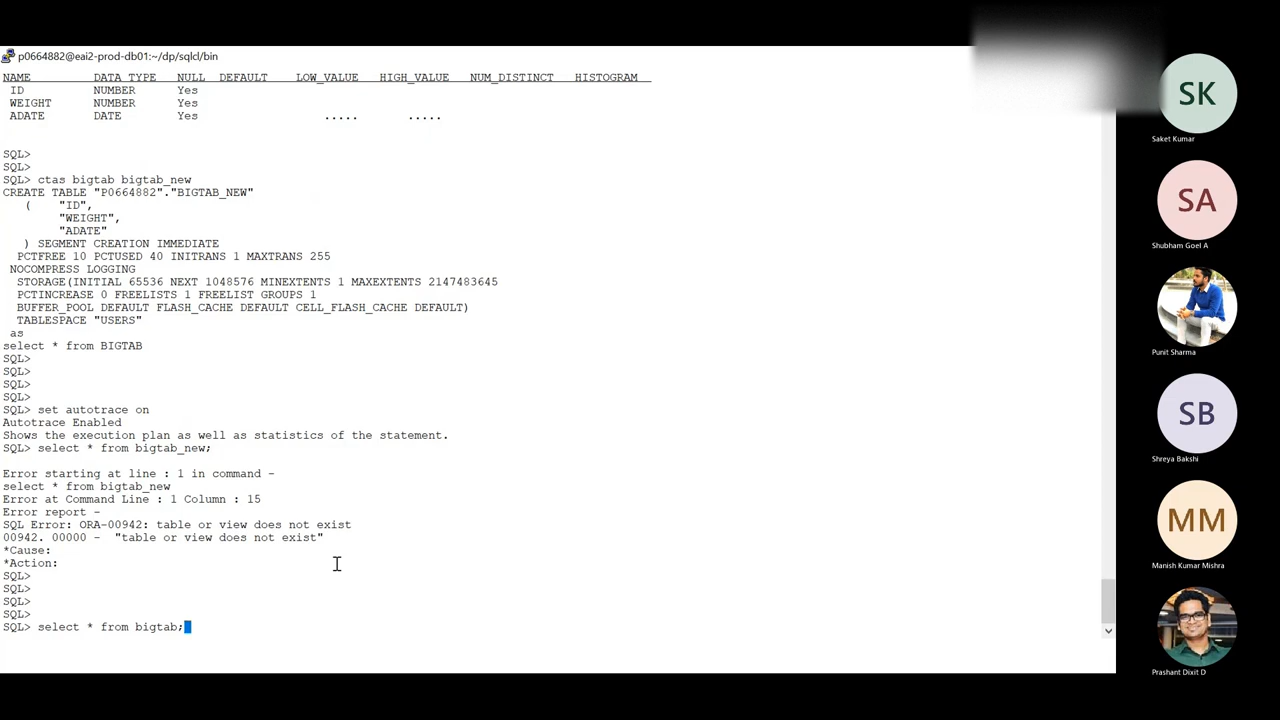 p0664882@eai2-prod-db01:~/dp/sqlcl/bin
NAME DATA TYPE NULL DEFAULT LOW_VALUE HIGH_VALUE NUM_DISTINCT HISTOGRAM
ID NUMBER Yes
WEIGHT NUMBER Yes
ADATE DATE Yes ..... .....
SQL>
SQL>
SQL> ctas bigtab bigtab_new
CREATE TABLE "P0664882"."BIGTAB_NEW"
( "ID",
"WEIGHT",
"ADATE"
) SEGMENT CREATION IMMEDIATE
PCTFREE 10 PCTUSED 40 INITRANS 1 MAXTRANS 255
NOCOMPRESS LOGGING
STORAGE(INITIAL 65536 NEXT 1048576 MINEXTENTS 1 MAXEXTENTS 2147483645
PCTINCREASE 0 FREELISTS 1 FREELIST GROUPS 1
BUFFER_POOL DEFAULT FLASH_CACHE DEFAULT CELL_FLASH_CACHE DEFAULT)
TABLESPACE "USERS"
as
select * from BIGTAB
SQL>
SQL>
SQL>
SQL>
SQL> set autotrace on
Autotrace Enabled
Shows the execution plan as well as statistics of the statement.
SQL> select * from bigtab_new;
Error starting at line : 1 in command -
select * from bigtab_new
Error at Command Line : 1 Column : 15
Error report -
SQL Error: ORA-00942: table or view does not exist
00942. 00000 - "table or view does not exist"
*Cause:
*Action:
SQL>
SQL>
SQL>
SQL>
SQL> select * from bigtab;
SK
Saket Kumar
SA
Shubham Goel A
Punit Sharma
SB
Shreya Bakshi
MM
Manish Kumar Mishra
Prashant Dixit D